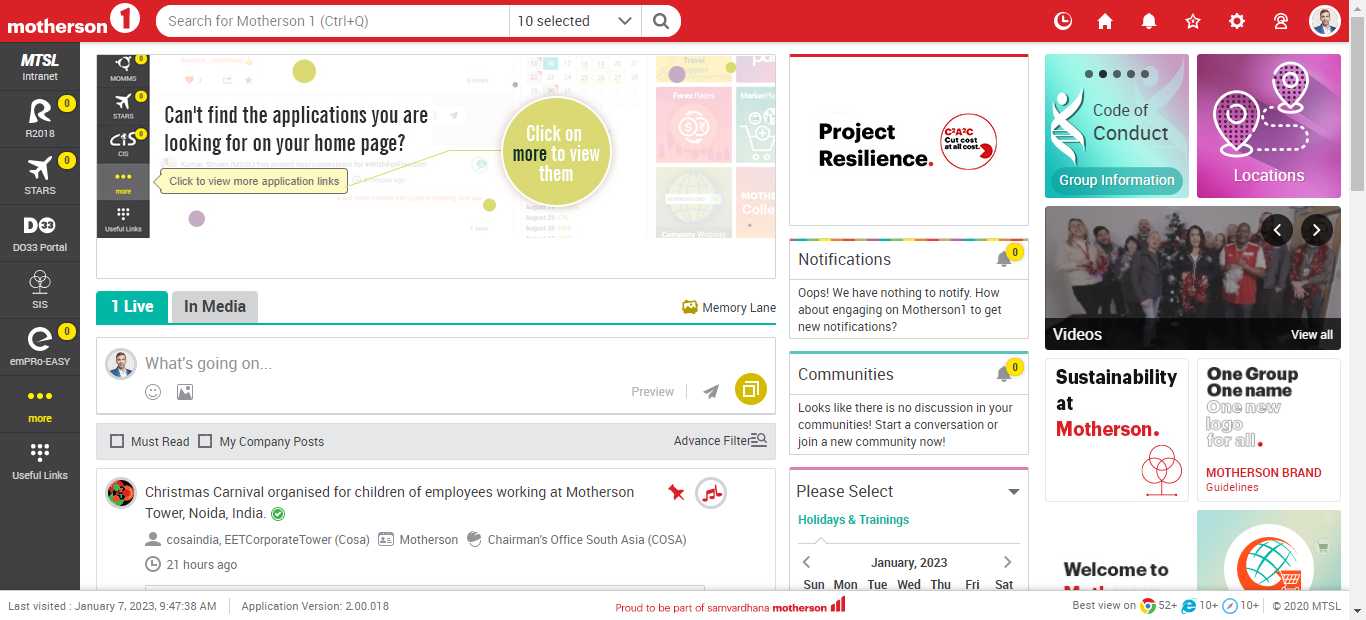 motherson 1
Search for Motherson 1 (Ctrl+Q)
10 selected
MTSL
Intranet
0
R2018
0
STARS
DO33
DO33 Portal
SIS
0
emPRo-EASY
more
Useful Links
0
MOMMS
0
STARS
0
CIS
CIS
more
Useful Links
Can't find the applications you are
looking for on your home page?
Click to view more application links
Click on
more to view
them
Travel
Forex Rates
Company Webinar
1 Live
In Media
Memory Lane
What's going on...
Preview
Must Read
My Company Posts
Advance Filter
Christmas Carnival organised for children of employees working at Motherson
Tower, Noida, India.
cosaindia, EETCorporateTower (Cosa)
Motherson
Chairman's Office South Asia (COSA)
21 hours ago
Project
Resilience.
C²A²C
Cut cost
at all cost.
Notifications
0
Oops! We have nothing to notify. How
about engaging on Motherson1 to get
new notifications?
Communities
0
Looks like there is no discussion in your
communities! Start a conversation or
join a new community now!
Please Select
Holidays & Trainings
January, 2023
Sun Mon Tue Wed Thu Fri Sat
Code of
Conduct
Group Information
Locations
Videos
View all
Sustainability
at
Motherson.
One Group
One name
One new
logo
for all.
MOTHERSON BRAND
Guidelines
Welcome to
Last visited : January 7, 2023, 9:47:38 AM
Application Version: 2.00.018
Proud to be part of samvardhana motherson
Best view on 52+ 10+ 10+
© 2020 MTSL